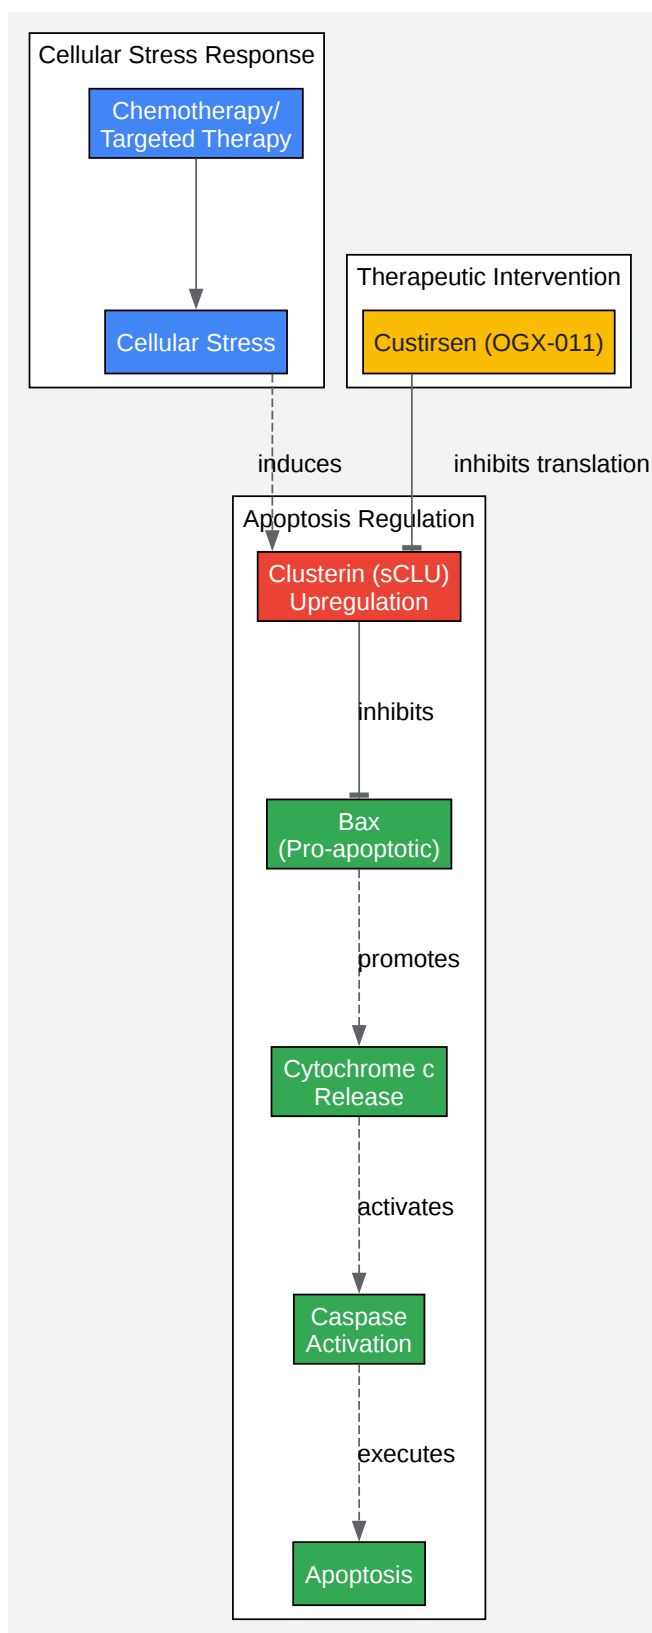 Cellular Stress Response
Chemotherapy/
Targeted Therapy
Cellular Stress
Therapeutic Intervention
Custirsen (OGX-011)
induces
inhibits translation
Apoptosis Regulation
Clusterin (sCLU)
Upregulation
inhibits
Bax
(Pro-apoptotic)
promotes
Cytochrome c
Release
activates
Caspase
Activation
executes
Apoptosis